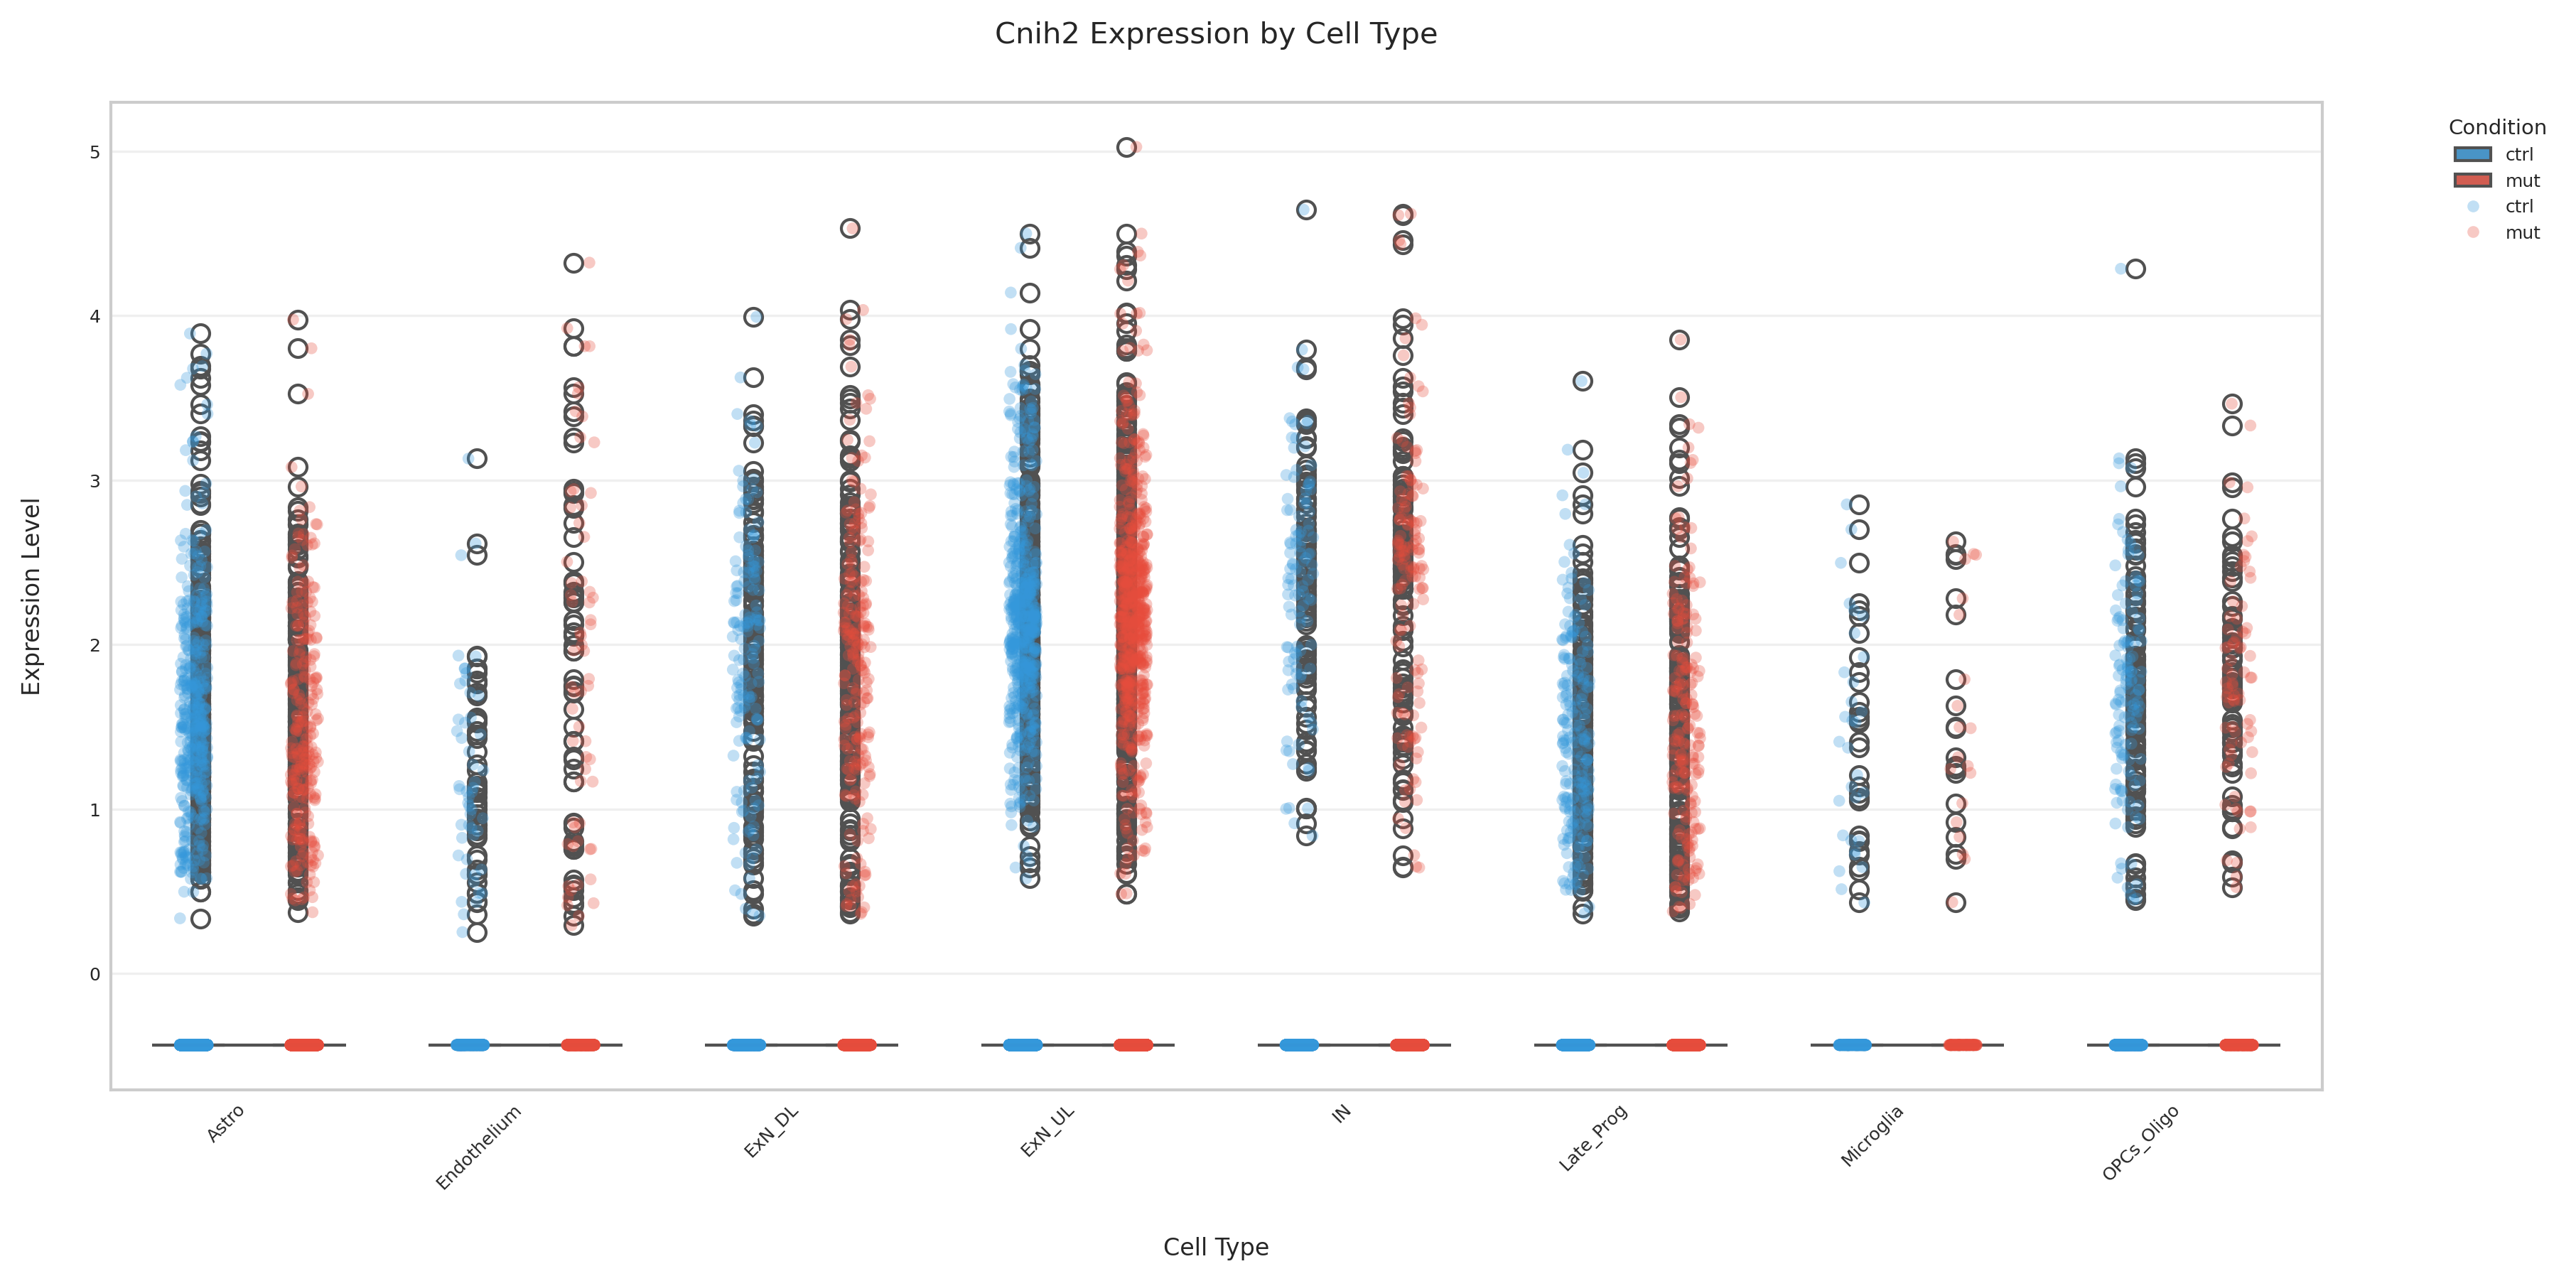 Cnih2 Expression by Cell Type
Condition
ctrl
mut
ctrl
mut
Expression Level
5
4
3
2
1
0
Astro
Endothelium
ExN_DL
ExN_UL
IN
Late_Prog
Microglia
OPCs_Oligo
Cell Type